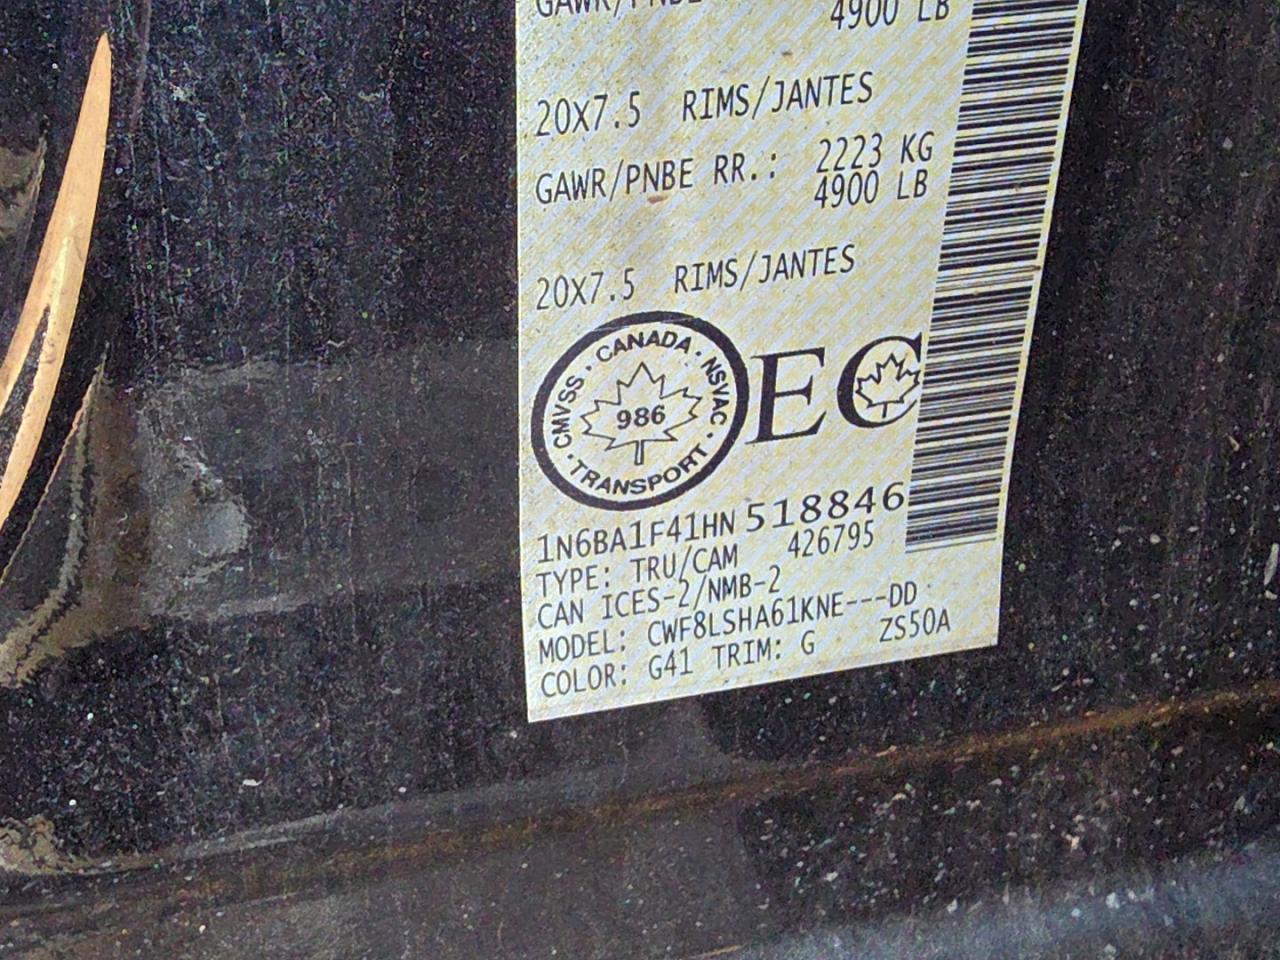 GAWR/PNBE
4900 LB
20X7.5 RIMS/JANTES
GAWR/PNBE RR.: 2223 KG
4900 LB
20X7.5 RIMS/JANTES
CMVSS · CANADA · NSVAC · TRANSPORT ·
986
EC
1N6BA1F41HN518846
TYPE: TRU/CAM 426795
CAN ICES-2/NMB-2
MODEL: CWF8LSHA61KNE---DD
COLOR: G41 TRIM: G ZS50A